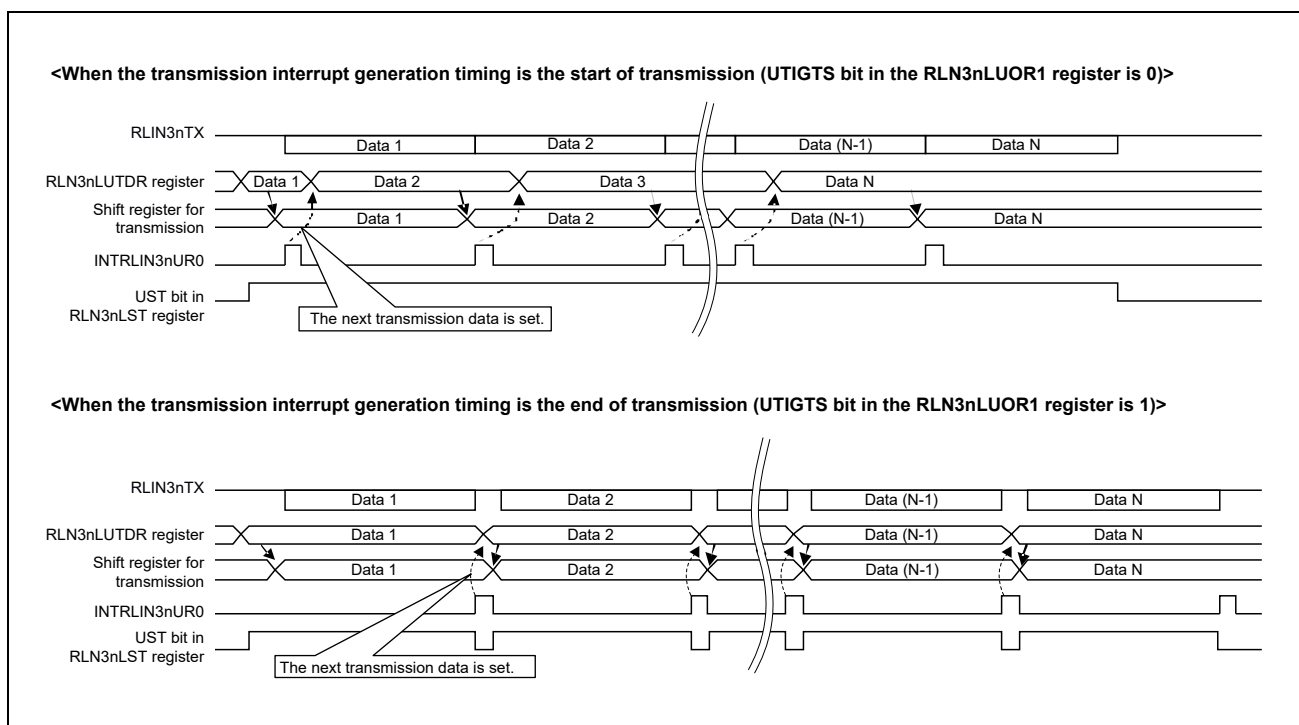 <When the transmission interrupt generation timing is the start of transmission (UTIGTS bit in the RLN3nLUOR1 register is 0)>
RLIN3nTX
Data 1
Data 2
Data (N-1)
Data N
RLN3nLUTDR register
Data 1
Data 2
Data 3
Data N
Shift register for
transmission
Data 1
Data 2
Data (N-1)
Data N
INTRLIN3nUR0
UST bit in
RLN3nLST register
The next transmission data is set.
<When the transmission interrupt generation timing is the end of transmission (UTIGTS bit in the RLN3nLUOR1 register is 1)>
RLIN3nTX
Data 1
Data 2
Data (N-1)
Data N
RLN3nLUTDR register
Data 1
Data 2
Data (N-1)
Data N
Shift register for
transmission
Data 1
Data 2
Data (N-1)
Data N
INTRLIN3nUR0
UST bit in
RLN3nLST register
The next transmission data is set.